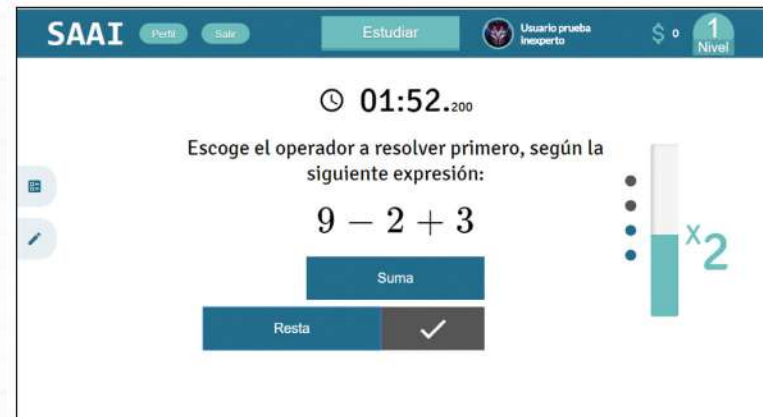 SAAI Perfil Salir Estudiar Usuario prueba
inexperto $ 0 1
Nivel
01:52.200
Escoge el operador a resolver primero, según la
siguiente expresión:
9 − 2 + 3
x2
Suma
Resta